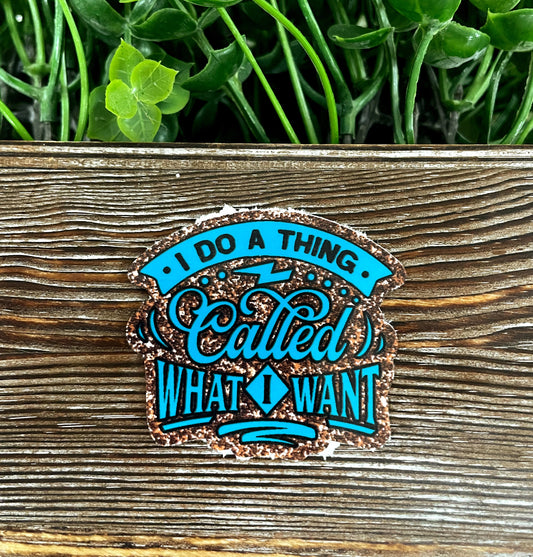 · I DO A THING ·
Called
WHAT I WANT